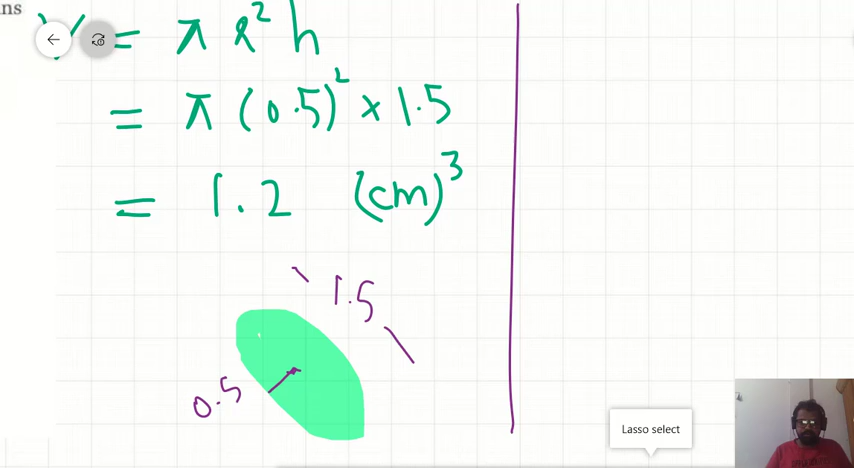 ns
V = π r² h
= π (0.5)² × 1.5
= 1.2 (cm)³
1.5
0.5
Lasso select